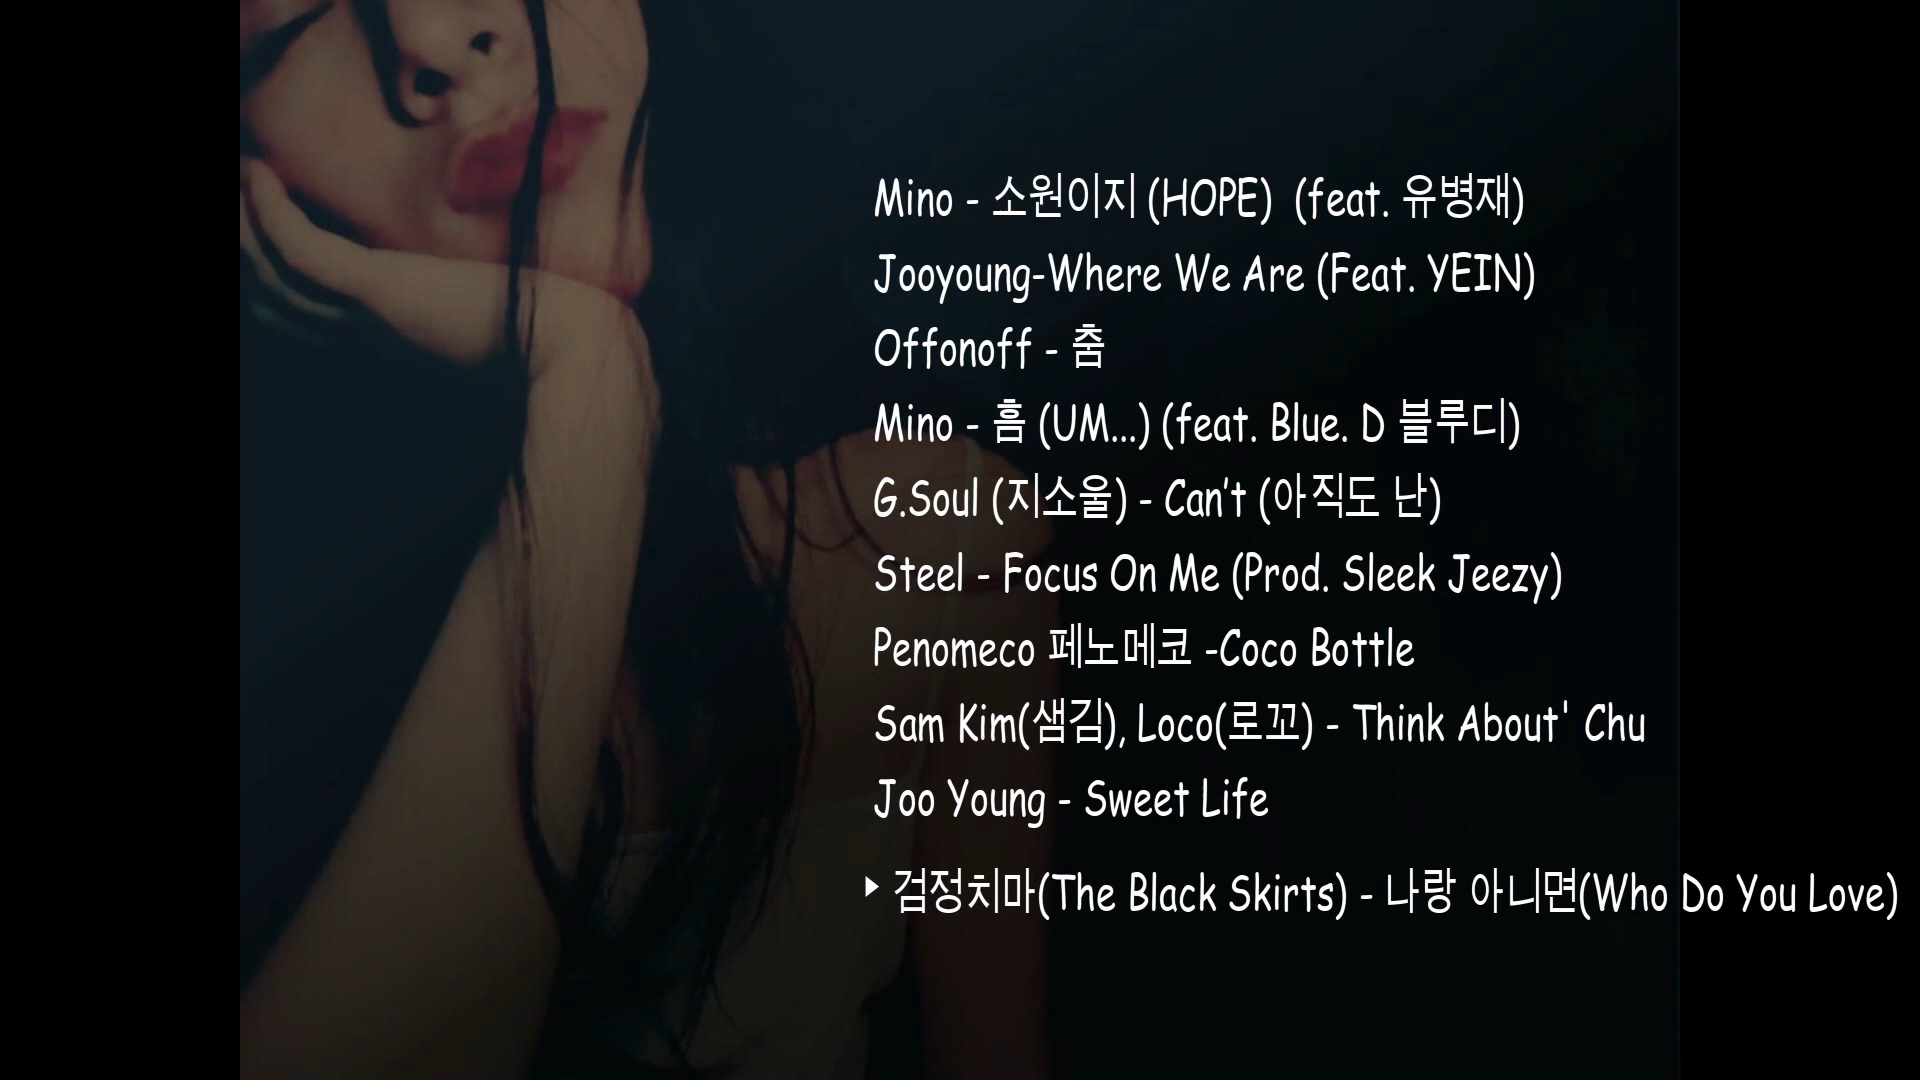 Mino - 소원이지 (HOPE)  (feat. 유병재)
Jooyoung-Where We Are (Feat. YEIN)
Offonoff - 춤
Mino - 흠 (UM...) (feat. Blue. D 블루디)
G.Soul (지소울) - Can't (아직도 난)
Steel - Focus On Me (Prod. Sleek Jeezy)
Penomeco 페노메코 -Coco Bottle
Sam Kim(샘김), Loco(로꼬) - Think About' Chu
Joo Young - Sweet Life
검정치마(The Black Skirts) - 나랑 아니면(Who Do You Love)